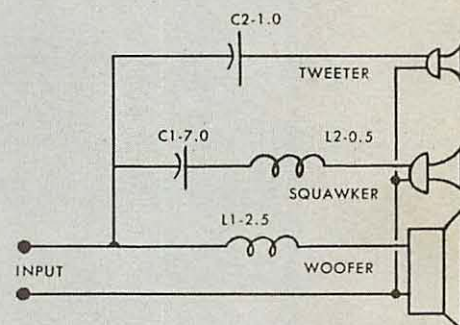 C2-1.0
TWEETER
C1-7.0
L2-0.5
SQUAWKER
L1-2.5
INPUT
WOOFER